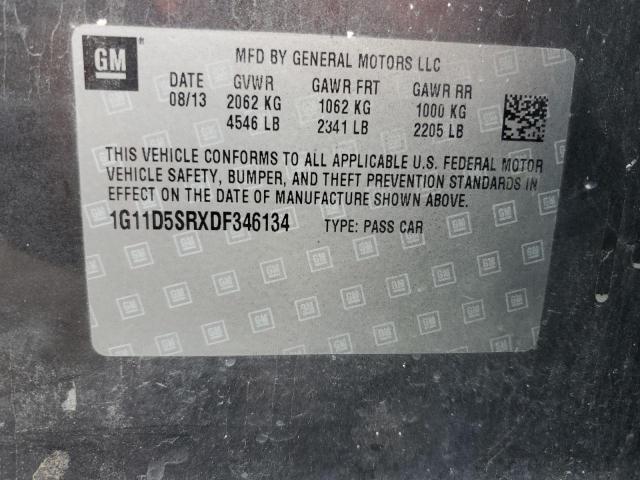 GM
MFD BY GENERAL MOTORS LLC
DATE GVWR GAWR FRT GAWR RR
08/13 2062 KG 1062 KG 1000 KG
4546 LB 2341 LB 2205 LB
THIS VEHICLE CONFORMS TO ALL APPLICABLE U.S. FEDERAL MOTOR
VEHICLE SAFETY, BUMPER, AND THEFT PREVENTION STANDARDS IN
EFFECT ON THE DATE OF MANUFACTURE SHOWN ABOVE.
1G11D5SRXDF346134 TYPE: PASS CAR